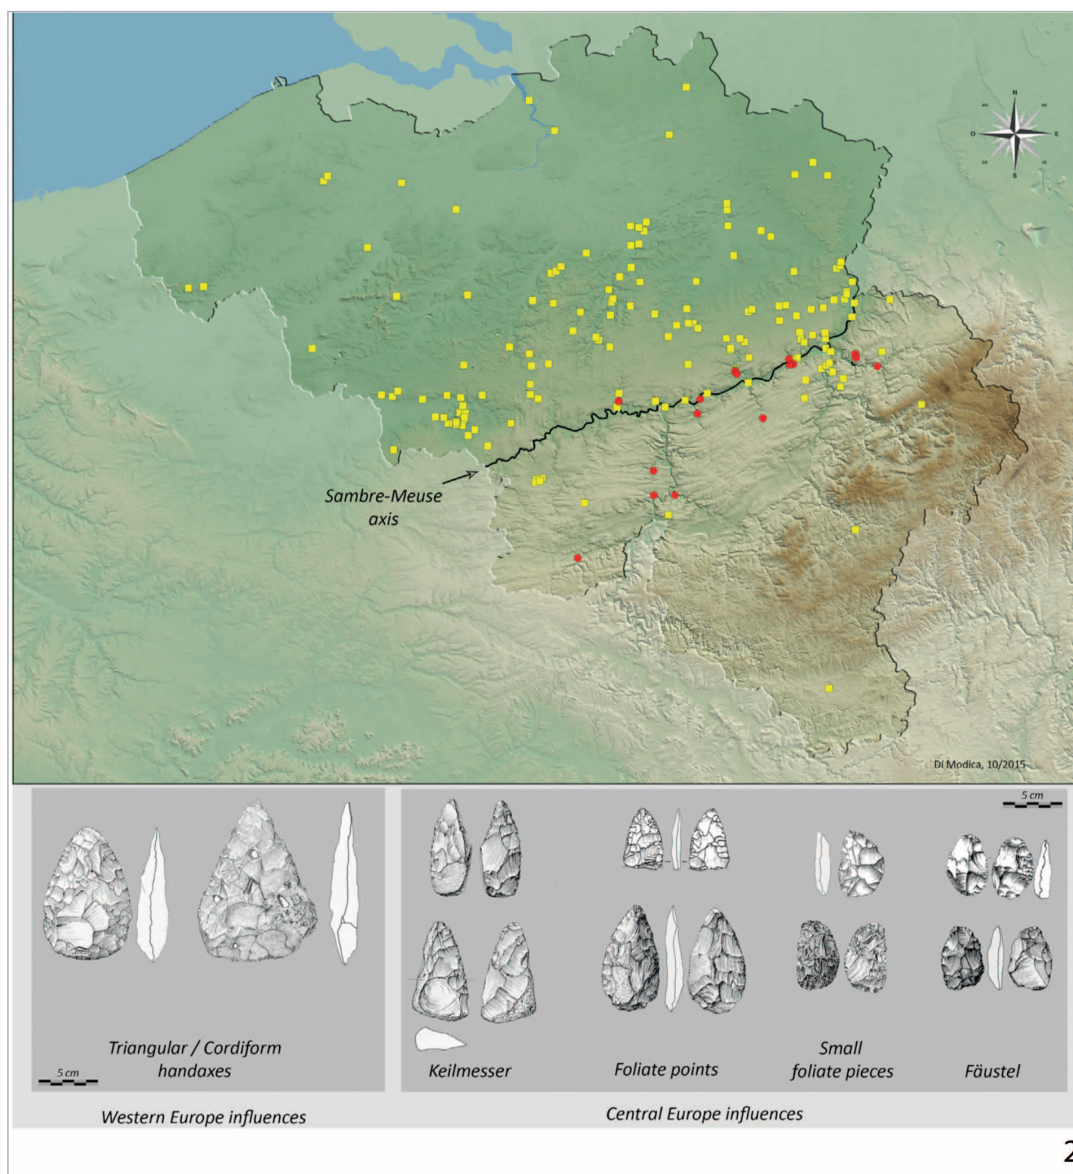 N
O
E
S
Sambre-Meuse
axis
Di Modica, 10/2015
5 cm
Triangular / Cordiform
handaxes
5 cm
Keilmesser
Foliate points
Small
foliate pieces
Fäustel
Western Europe influences
Central Europe influences
2